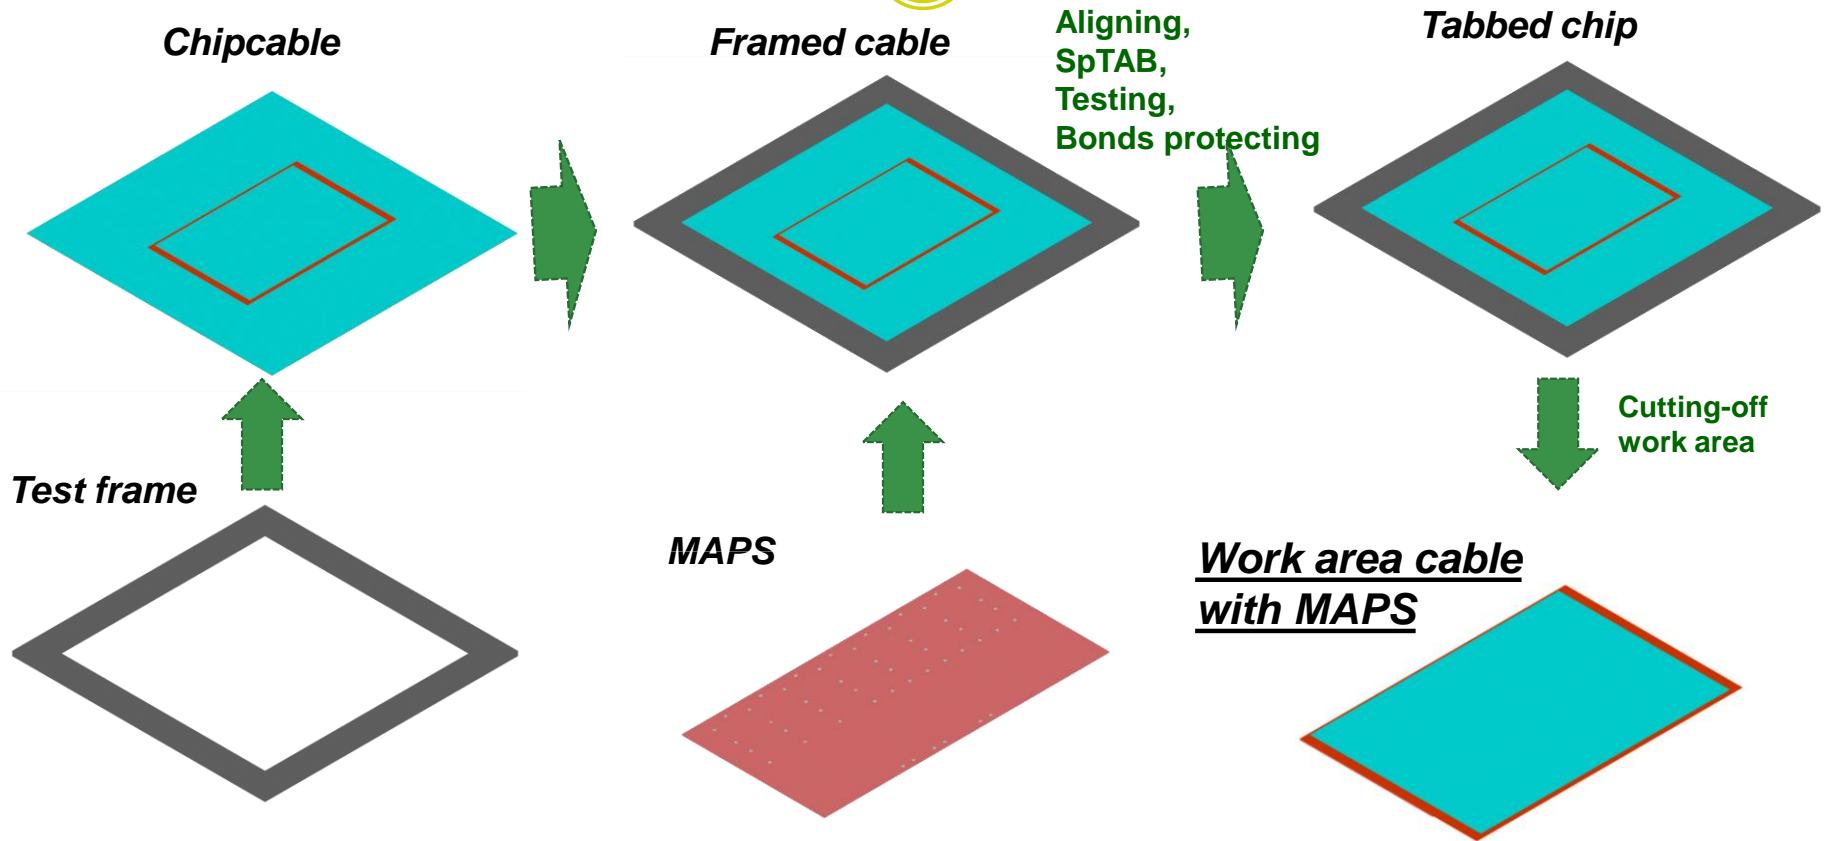 Chipcable
Framed cable
Aligning,
SpTAB,
Testing,
Bonds protecting
Tabbed chip
Test frame
MAPS
Cutting-off
work area
Work area cable
with MAPS